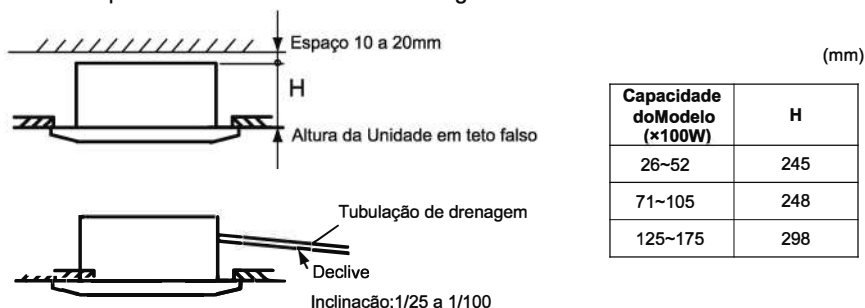 Espaço 10 a 20mm
H
Altura da Unidade em teto falso
Tubulação de drenagem
Declive
Inclinação:1/25 a 1/100
(mm)
Capacidade
doModelo
(×100W)
H
26~52 245
71~105 248
125~175 298